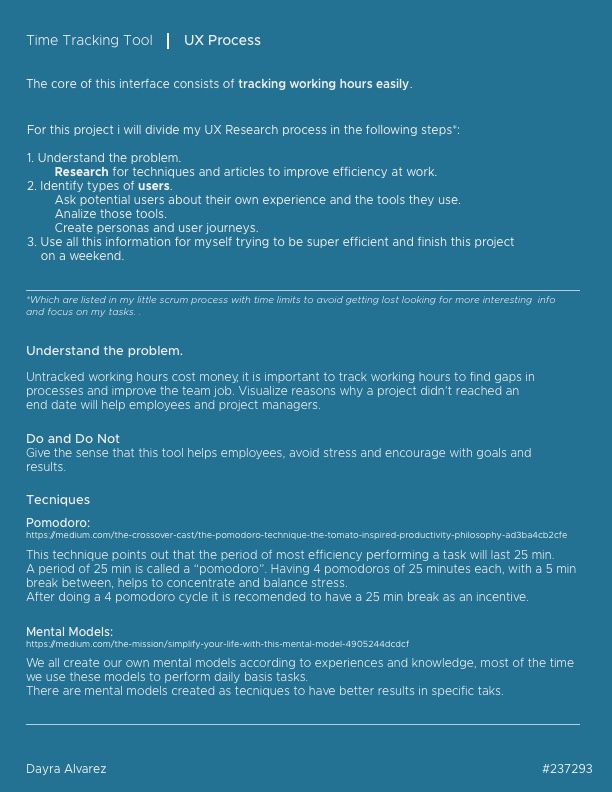 Time Tracking Tool | UX Process
The core of this interface consists of tracking working hours easily.
For this project i will divide my UX Research process in the following steps*:
1. Understand the problem.
Research for techniques and articles to improve efficiency at work.
2. Identify types of users.
Ask potential users about their own experience and the tools they use.
Analize those tools.
Create personas and user journeys.
3. Use all this information for myself trying to be super efficient and finish this project
on a weekend.
*Which are listed in my little scrum process with time limits to avoid getting lost looking for more interesting info
and focus on my tasks. .
Understand the problem.
Untracked working hours cost money, it is important to track working hours to find gaps in
processes and improve the team job. Visualize reasons why a project didn't reached an
end date will help employees and project managers.
Do and Do Not
Give the sense that this tool helps employees, avoid stress and encourage with goals and
results.
Tecniques
Pomodoro:
https://medium.com/the-crossover-cast/the-pomodoro-technique-the-tomato-inspired-productivity-philosophy-ad3ba4cb2cfe
This technique points out that the period of most efficiency performing a task will last 25 min.
A period of 25 min is called a “pomodoro”. Having 4 pomodoros of 25 minutes each, with a 5 min
break between, helps to concentrate and balance stress.
After doing a 4 pomodoro cycle it is recomended to have a 25 min break as an incentive.
Mental Models:
https://medium.com/the-mission/simplify-your-life-with-this-mental-model-4905244dcdcf
We all create our own mental models according to experiences and knowledge, most of the time
we use these models to perform daily basis tasks.
There are mental models created as tecniques to have better results in specific taks.
Dayra Alvarez #237293